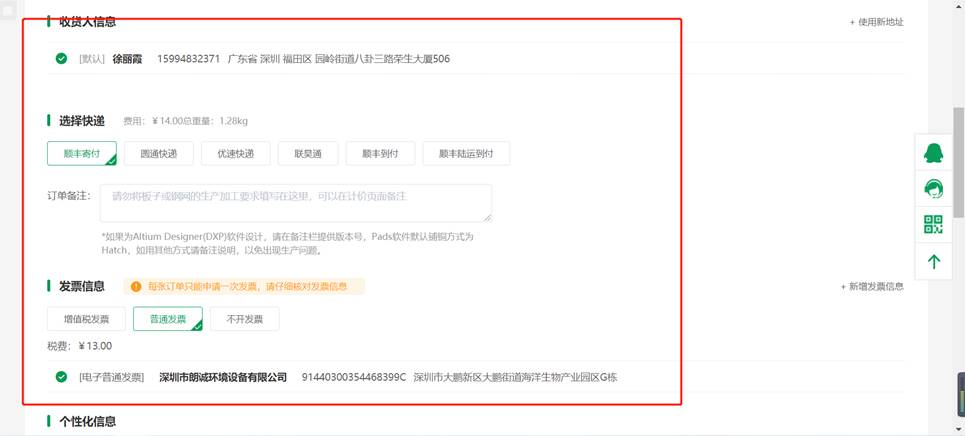 收货人信息
+ 使用新地址
[默认] 徐丽霞 15994832371 广东省 深圳 福田区 园岭街道八卦三路荣生大厦506
选择快递 费用：￥14.00总重量：1.28kg
顺丰寄付 圆通快递 优速快递 联昊通 顺丰到付 顺丰陆运到付
订单备注： 请勿将板子或钢网的生产加工要求填写在这里，可以在计价页面备注
*如果为Altium Designer(DXP)软件设计，请在备注栏提供版本号，Pads软件默认铺铜方式为
Hatch，如用其他方式请备注说明，以免出现生产问题。
发票信息 每张订单只能申请一次发票，请仔细核对发票信息 + 新增发票信息
增值税发票 普通发票 不开发票
税费：￥13.00
[电子普通发票] 深圳市朗诚环境设备有限公司 91440300354468399C 深圳市大鹏新区大鹏街道海洋生物产业园区G栋
个性化信息